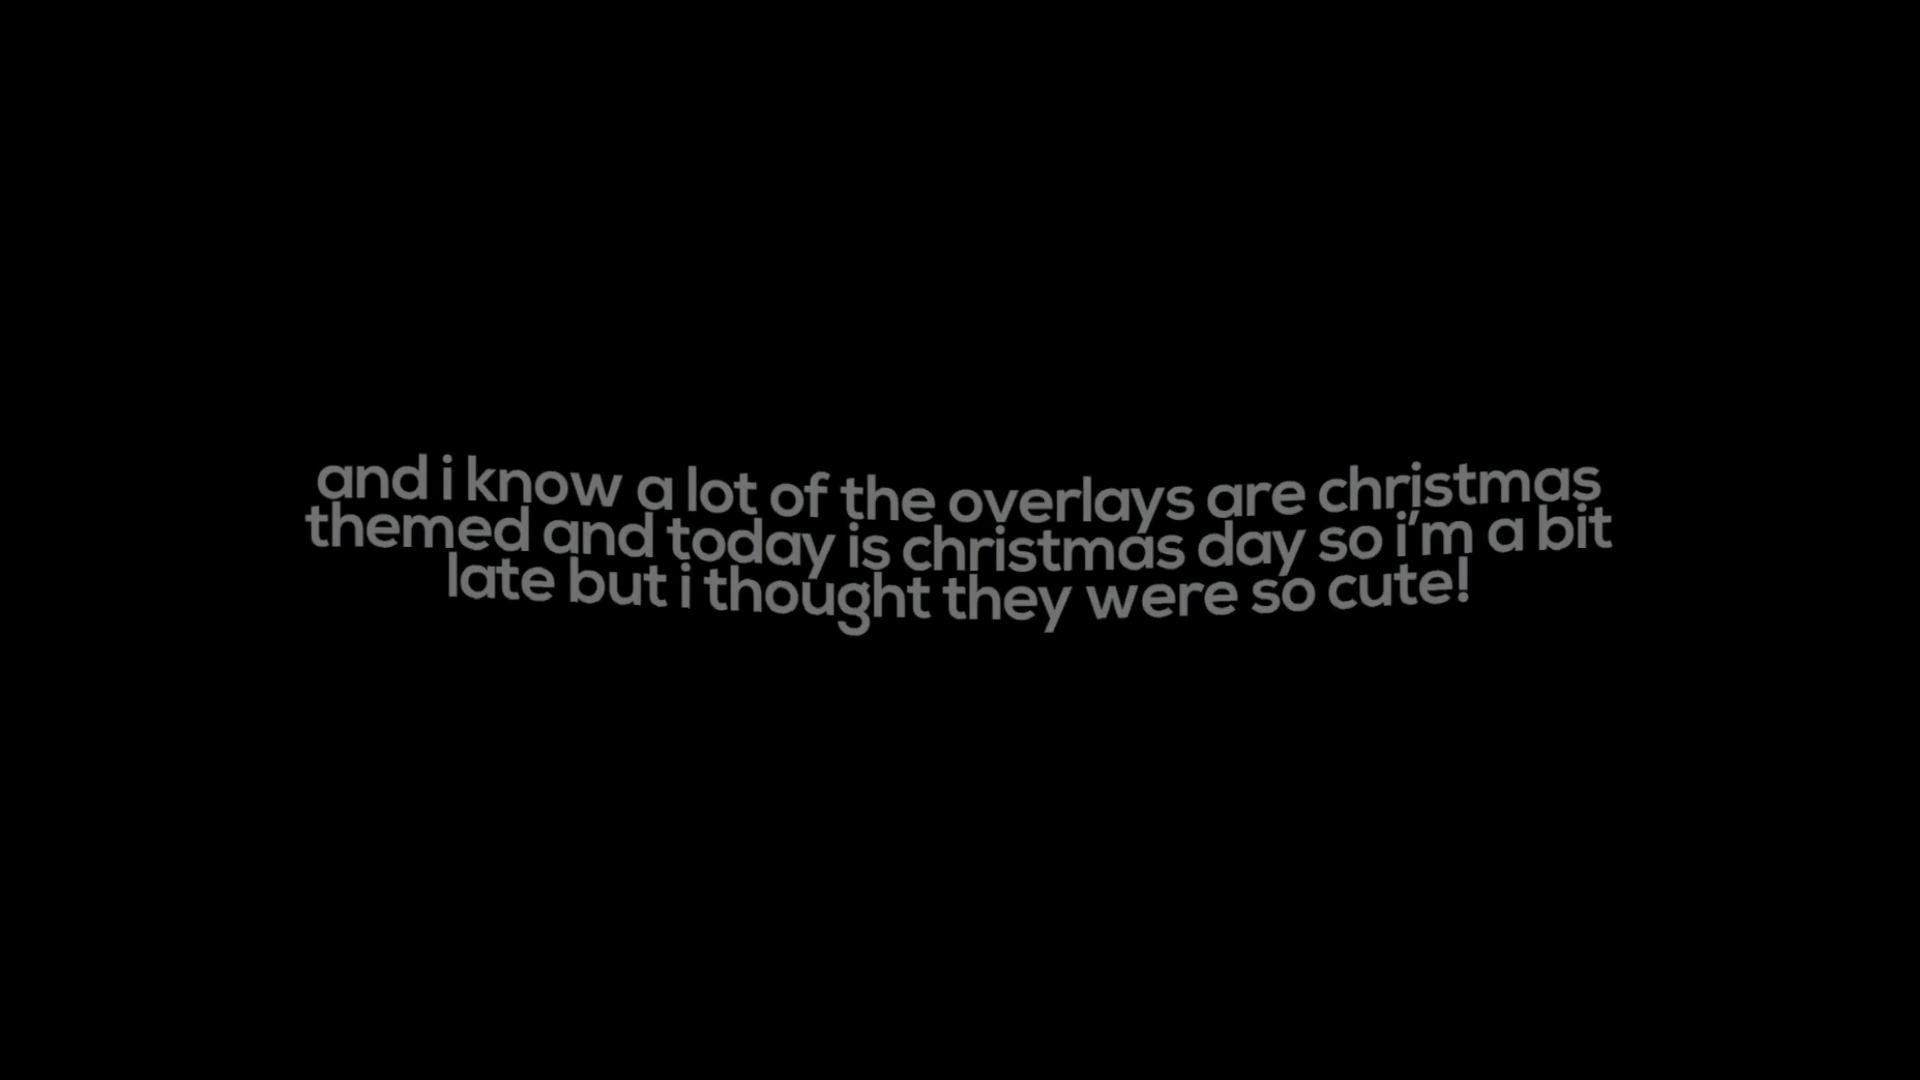 and i know a lot of the overlays are christmas
themed and today is christmas day so i'm a bit
late but i thought they were so cute!